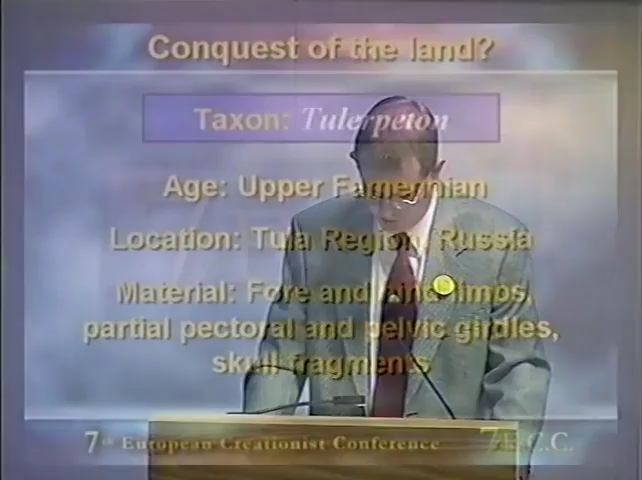 Conquest of the land?
Taxon: Tulerpeton
Age: Upper Famennian
Location: Tula Region, Russia
Material: Fore and hind limbs,
partial pectoral and pelvic girdles,
skull fragments
7th European Creationist Conference
7th E.C.C.